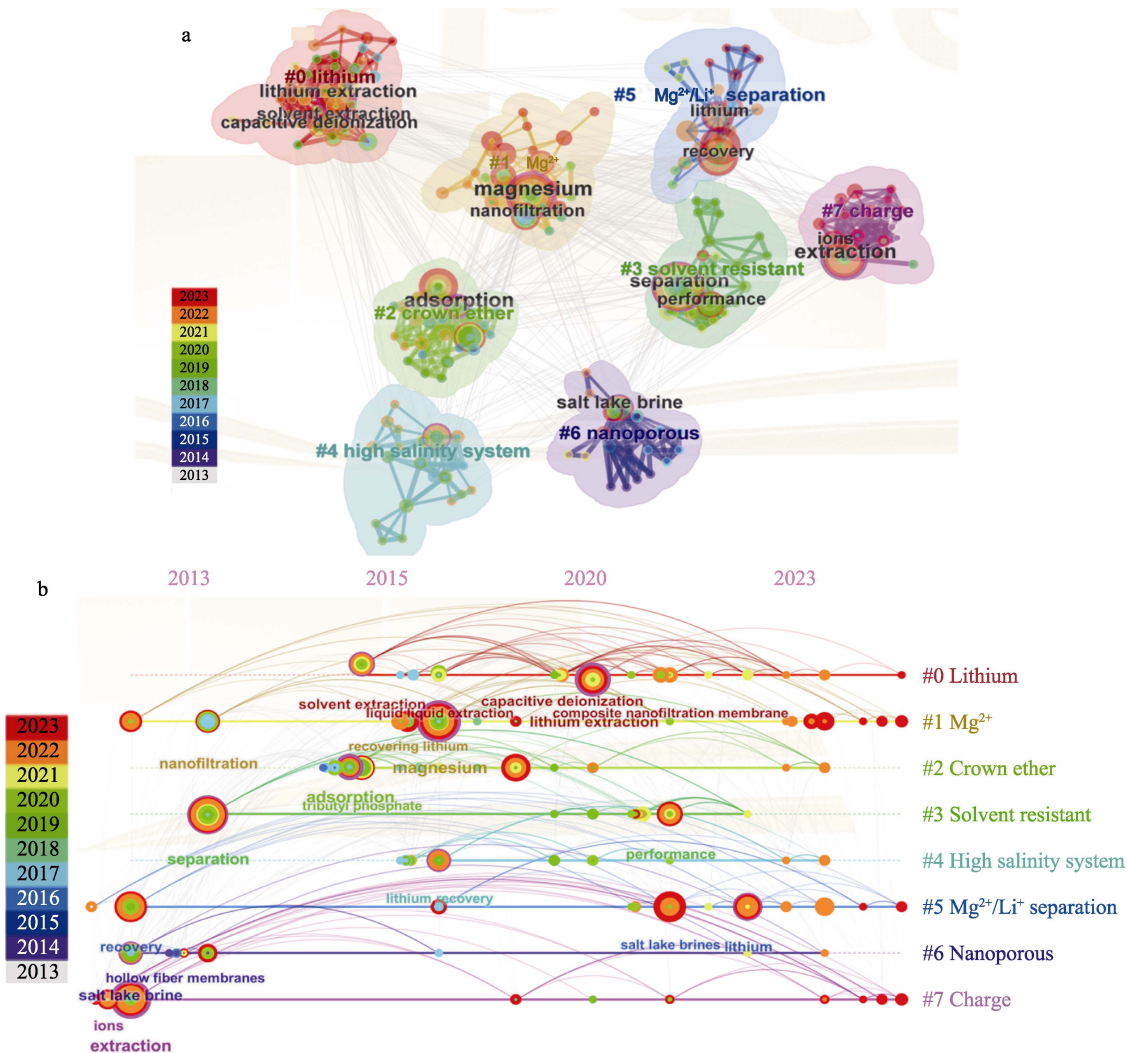 a
#0 lithium
lithium extraction
solvent extraction
capacitive deionization
#5 Mg²⁺/Li⁺ separation
lithium
recovery
#1 Mg²⁺
magnesium
nanofiltration
#7 charge
ions
extraction
#3 solvent resistant
separation
performance
adsorption
#2 crown ether
2023
2022
2021
2020
2019
2018
2017
2016
2015
2014
2013
salt lake brine
#6 nanoporous
#4 high salinity system
b
2013
2015
2020
2023
#0 Lithium
solvent extraction
capacitive deionization
liquid liquid extraction
composite nanofiltration membrane
lithium extraction
#1 Mg²⁺
recovering lithium
nanofiltration
magnesium
#2 Crown ether
adsorption
tributyl phosphate
#3 Solvent resistant
separation
performance
#4 High salinity system
lithium recovery
#5 Mg²⁺/Li⁺ separation
recovery
salt lake brines
lithium
#6 Nanoporous
hollow fiber membranes
salt lake brine
#7 Charge
ions
extraction
2023
2022
2021
2020
2019
2018
2017
2016
2015
2014
2013